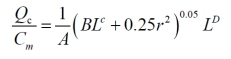 Q_c / C_m = 1/A (BL^c + 0.25r^2)^0.05 L^D